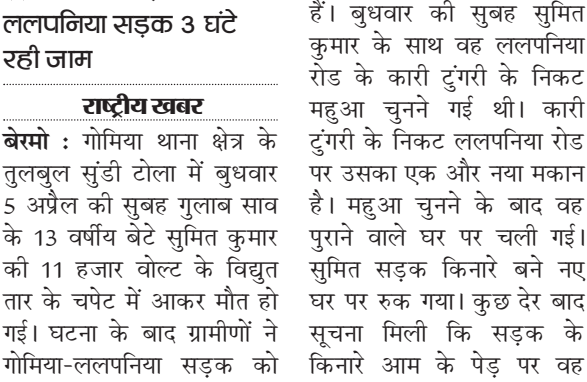 ललपनिया सड़क 3 घंटे
रही जाम
राष्ट्रीय खबर
बेरमो : गोमिया थाना क्षेत्र के
तुलबुल सुंडी टोला में बुधवार
5 अप्रैल की सुबह गुलाब साव
के 13 वर्षीय बेटे सुमित कुमार
की 11 हजार वोल्ट के विद्युत
तार के चपेट में आकर मौत हो
गई। घटना के बाद ग्रामीणों ने
गोमिया-ललपनिया सड़क को
हैं। बुधवार की सुबह सुमित
कुमार के साथ वह ललपनिया
रोड के कारी टुंगरी के निकट
महुआ चुनने गई थी। कारी
टुंगरी के निकट ललपनिया रोड
पर उसका एक और नया मकान
है। महुआ चुनने के बाद वह
पुराने वाले घर पर चली गई।
सुमित सड़क किनारे बने नए
घर पर रुक गया। कुछ देर बाद
सूचना मिली कि सड़क के
किनारे आम के पेड़ पर वह